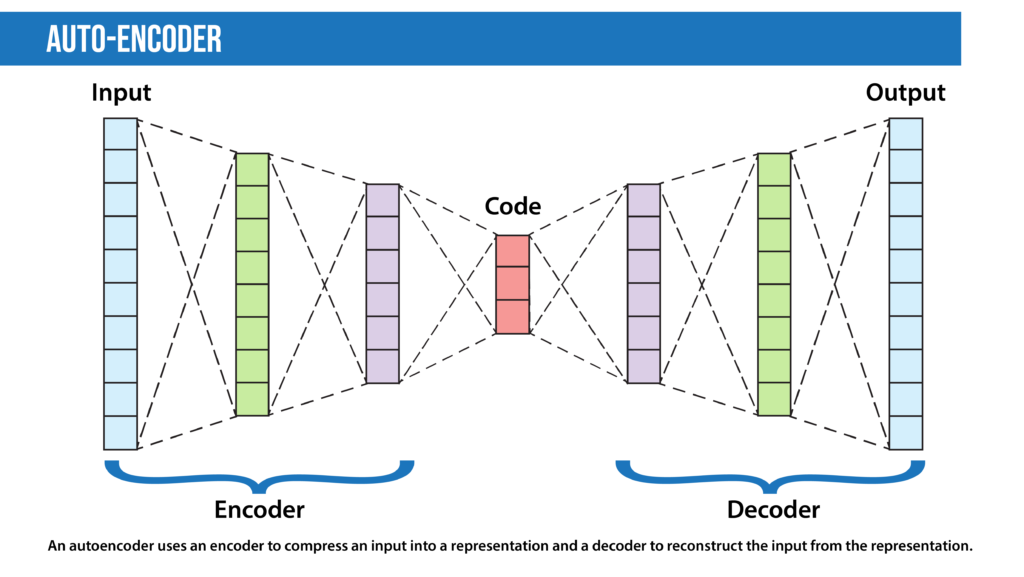 AUTO-ENCODER
Input
Output
Code
Encoder
Decoder
An autoencoder uses an encoder to compress an input into a representation and a decoder to reconstruct the input from the representation.